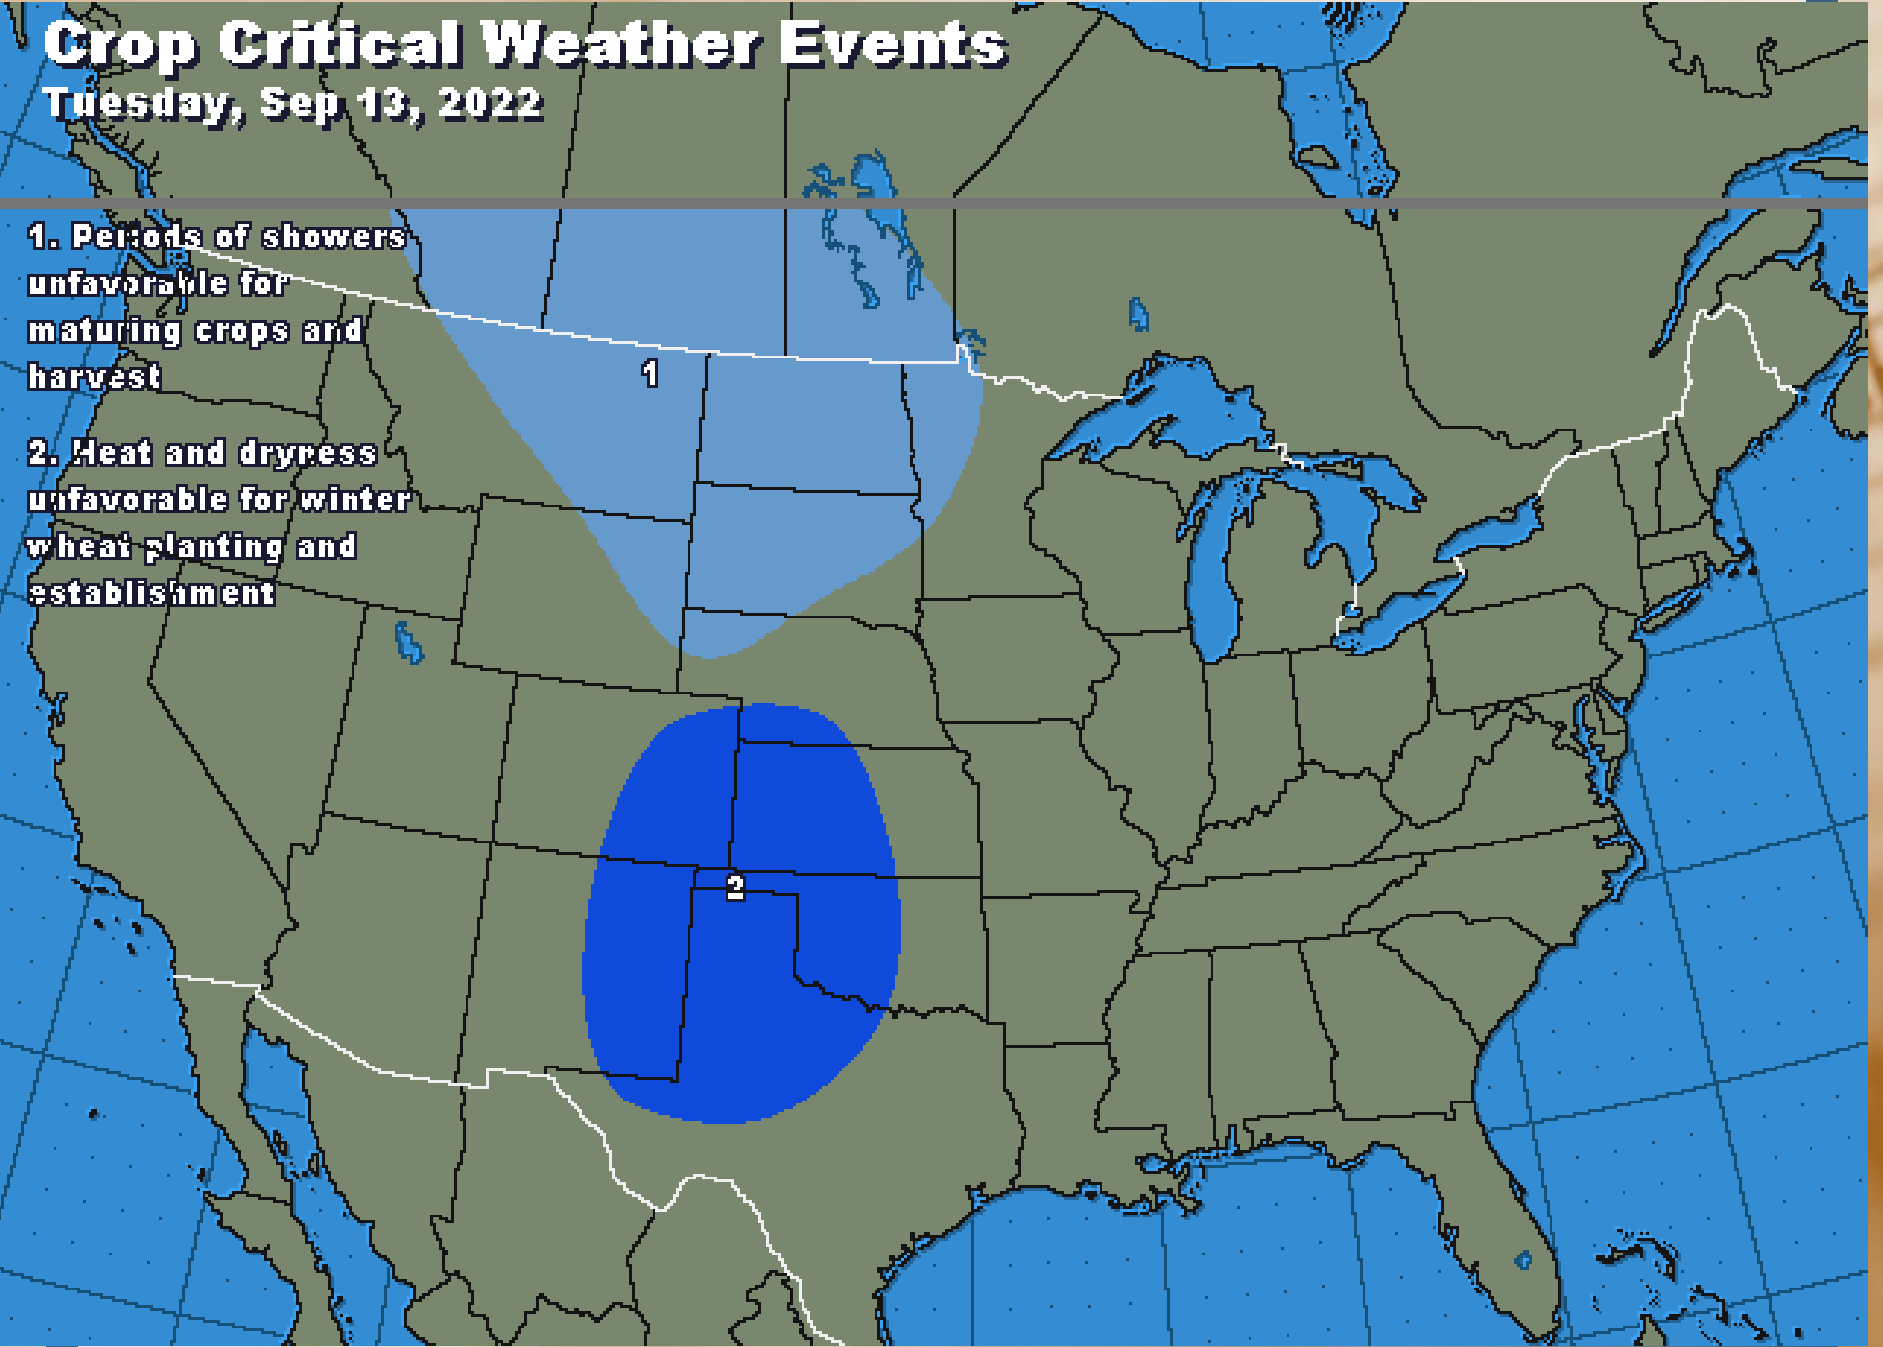 Crop Critical Weather Events
Tuesday, Sep 13, 2022
1. Periods of showers
unfavorable for
maturing crops and
harvest
2. Heat and dryness
unfavorable for winter
wheat planting and
establishment
1
2